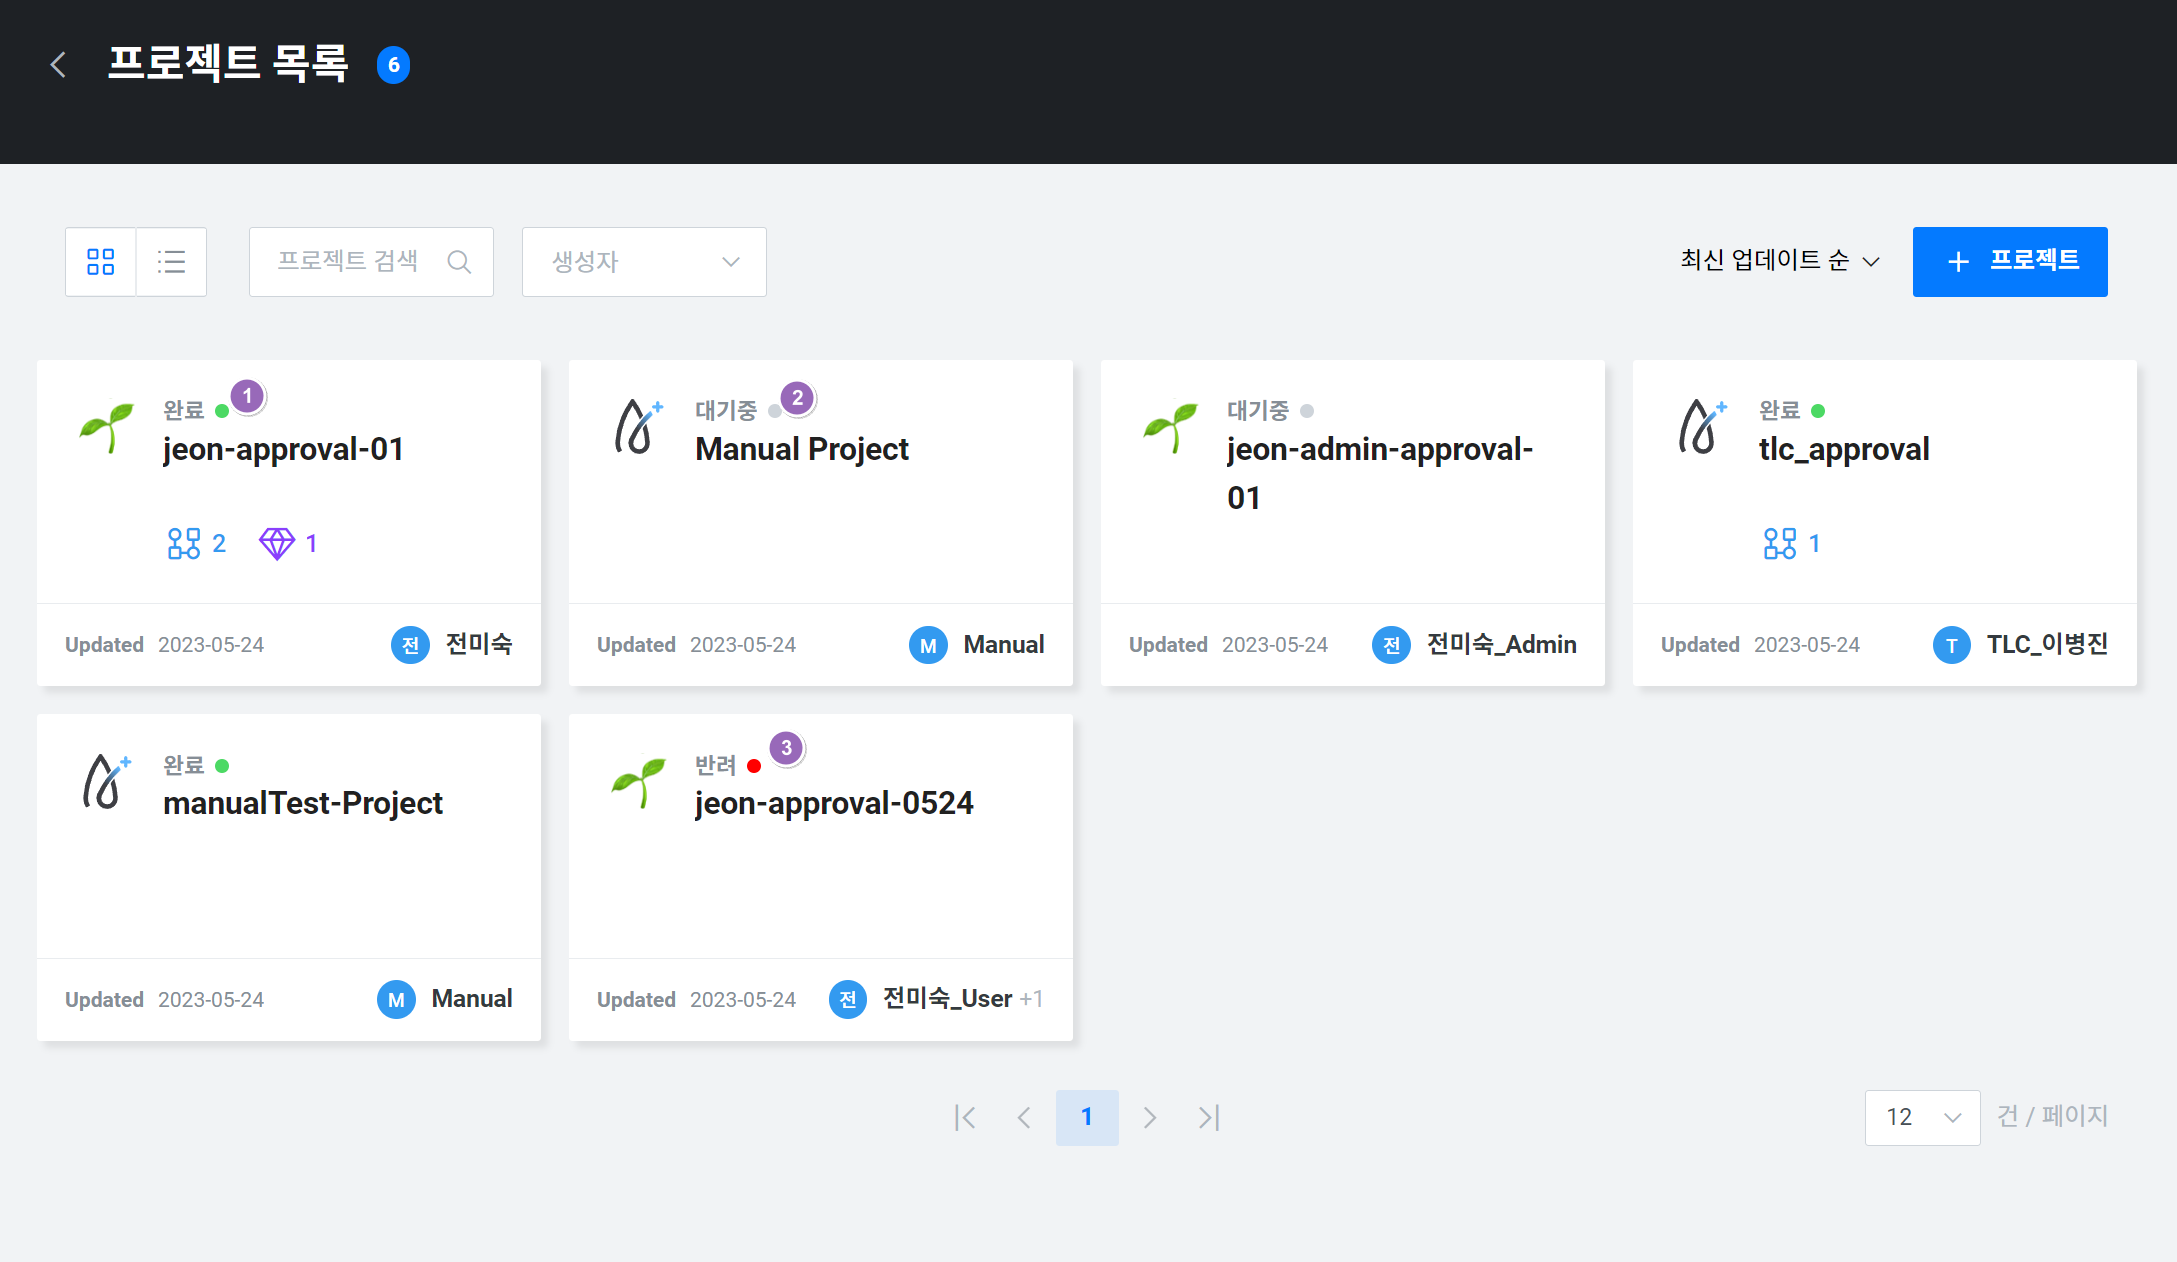 프로젝트 목록 6
프로젝트 검색
생성자
최신 업데이트 순
+ 프로젝트
완료 1
jeon-approval-01
2 1
Updated 2023-05-24 전 전미숙
대기중 2
Manual Project
Updated 2023-05-24 M Manual
대기중
jeon-admin-approval-
01
Updated 2023-05-24 전 전미숙_Admin
완료
tlc_approval
1
Updated 2023-05-24 T TLC_이병진
완료
manualTest-Project
Updated 2023-05-24 M Manual
반려 3
jeon-approval-0524
Updated 2023-05-24 전 전미숙_User +1
1
12 건 / 페이지